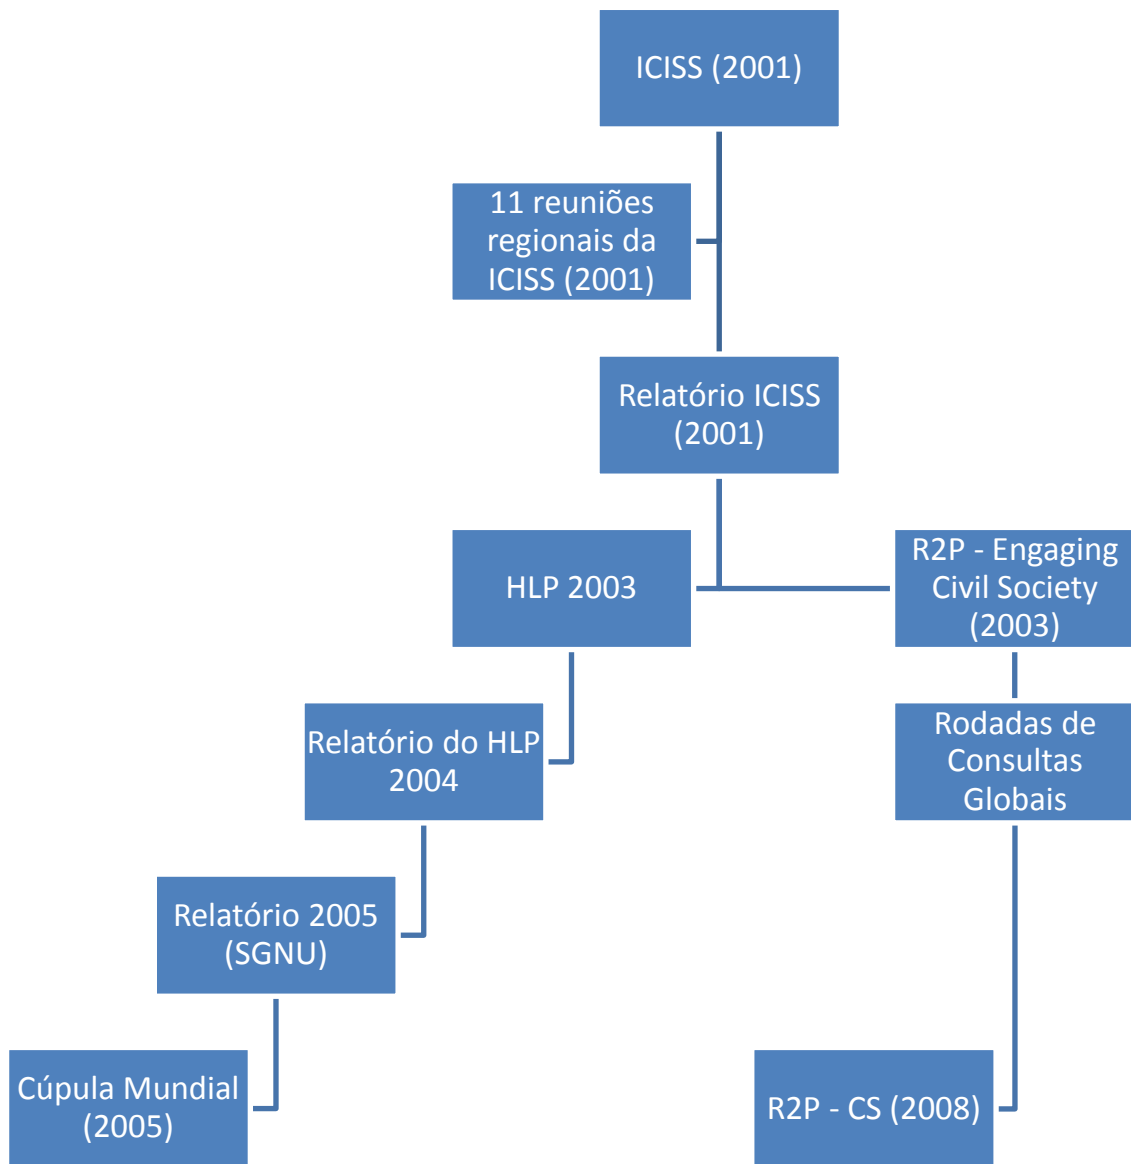 ICISS (2001)
11 reuniões
regionais da
ICISS (2001)
Relatório ICISS
(2001)
HLP 2003
R2P - Engaging
Civil Society
(2003)
Relatório do HLP
2004
Rodadas de
Consultas
Globais
Relatório 2005
(SGNU)
Cúpula Mundial
(2005)
R2P - CS (2008)